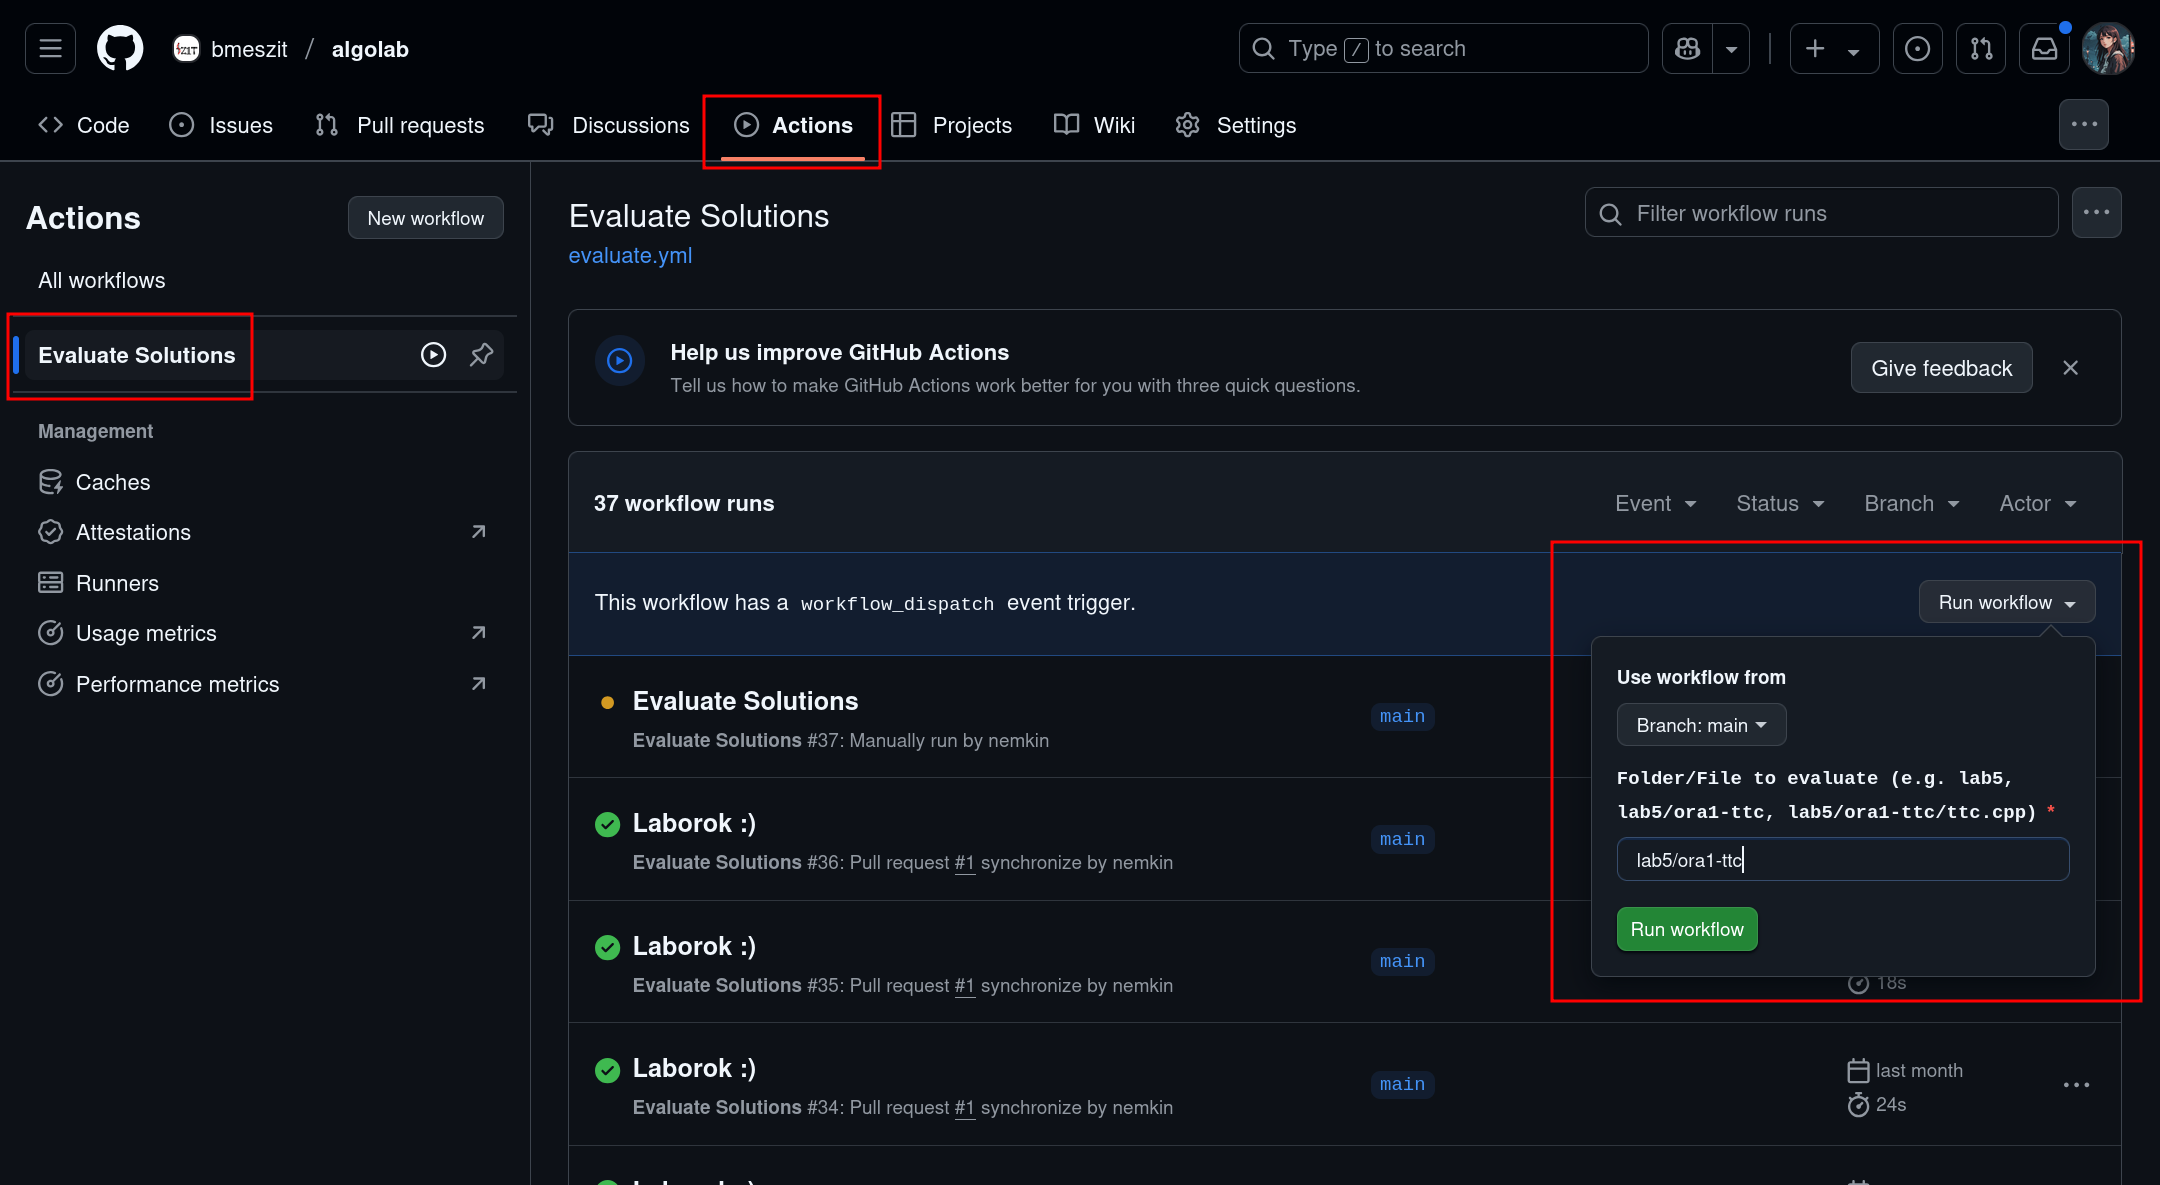 bmeszit / algolab
Type / to search
Code
Issues
Pull requests
Discussions
Actions
Projects
Wiki
Settings
Actions
New workflow
All workflows
Evaluate Solutions
Management
Caches
Attestations
Runners
Usage metrics
Performance metrics
Evaluate Solutions
Filter workflow runs
evaluate.yml
Help us improve GitHub Actions
Tell us how to make GitHub Actions work better for you with three quick questions.
Give feedback
37 workflow runs
Event
Status
Branch
Actor
This workflow has a workflow_dispatch event trigger.
Run workflow
Use workflow from
Branch: main
Folder/File to evaluate (e.g. lab5,
lab5/ora1-ttc, lab5/ora1-ttc/ttc.cpp) *
lab5/ora1-ttc
Run workflow
Evaluate Solutions
Evaluate Solutions #37: Manually run by nemkin
main
Laborok :)
Evaluate Solutions #36: Pull request #1 synchronize by nemkin
main
Laborok :)
Evaluate Solutions #35: Pull request #1 synchronize by nemkin
main
18s
Laborok :)
Evaluate Solutions #34: Pull request #1 synchronize by nemkin
main
last month
24s